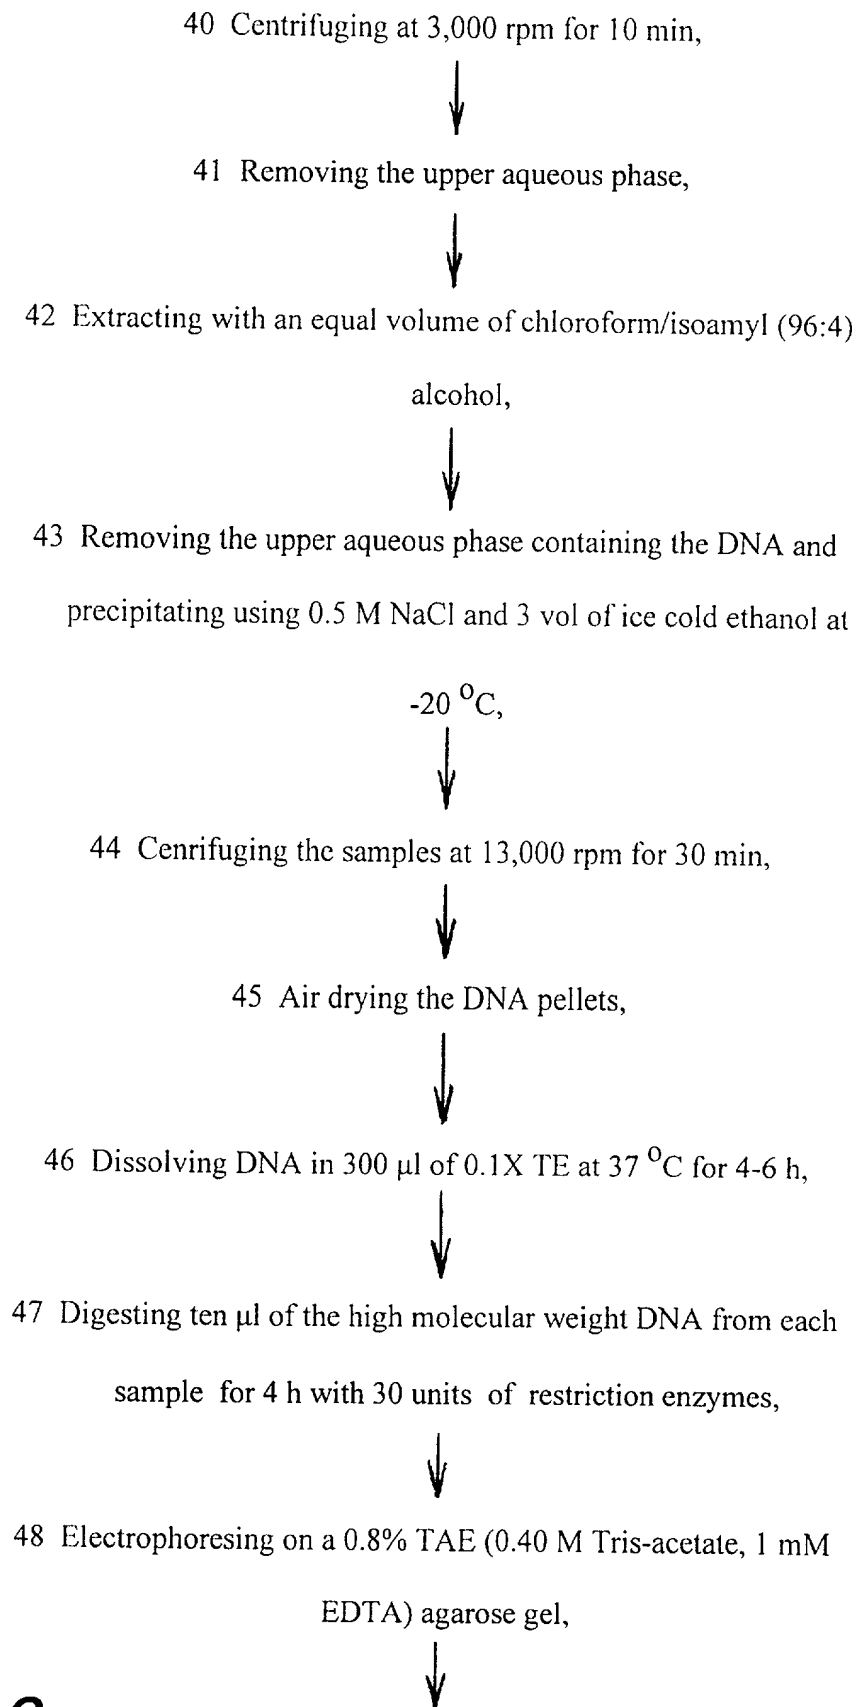 40 Centrifuging at 3,000 rpm for 10 min,
41 Removing the upper aqueous phase,
42 Extracting with an equal volume of chloroform/isoamyl (96:4)
alcohol,
43 Removing the upper aqueous phase containing the DNA and
precipitating using 0.5 M NaCl and 3 vol of ice cold ethanol at
-20 °C,
44 Cenrifuging the samples at 13,000 rpm for 30 min,
45 Air drying the DNA pellets,
46 Dissolving DNA in 300 µl of 0.1X TE at 37 °C for 4-6 h,
47 Digesting ten µl of the high molecular weight DNA from each
sample for 4 h with 30 units of restriction enzymes,
48 Electrophoresing on a 0.8% TAE (0.40 M Tris-acetate, 1 mM
EDTA) agarose gel,